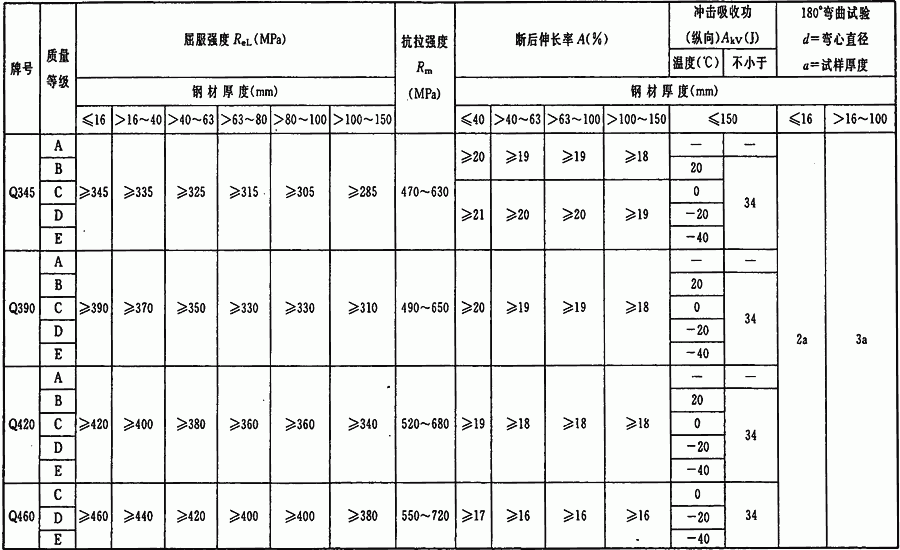 牌号 质量等级 屈服强度 ReL(MPa) 抗拉强度 Rm (MPa) 断后伸长率 A(%) 冲击吸收功(纵向)Akv(J) 180°弯曲试验 d=弯心直径 a=试样厚度
温度(℃) 不小于
钢材厚度(mm) 钢材厚度(mm)
≤16 >16~40 >40~63 >63~80 >80~100 >100~150 ≤40 >40~63 >63~100 >100~150 ≤150 ≤16 >16~100
Q345 A ≥345 ≥335 ≥325 ≥315 ≥305 ≥285 470~630 ≥20 ≥19 ≥19 ≥18 — — 2a 3a
B 20 34
C ≥21 ≥20 ≥20 ≥19 0
D -20
E -40
Q390 A ≥390 ≥370 ≥350 ≥330 ≥330 ≥310 490~650 ≥20 ≥19 ≥19 ≥18 — —
B 20 34
C 0
D -20
E -40
Q420 A ≥420 ≥400 ≥380 ≥360 ≥360 ≥340 520~680 ≥19 ≥18 ≥18 ≥18 — —
B 20 34
C 0
D -20
E -40
Q460 C ≥460 ≥440 ≥420 ≥400 ≥400 ≥380 550~720 ≥17 ≥16 ≥16 ≥16 0 34
D -20
E -40